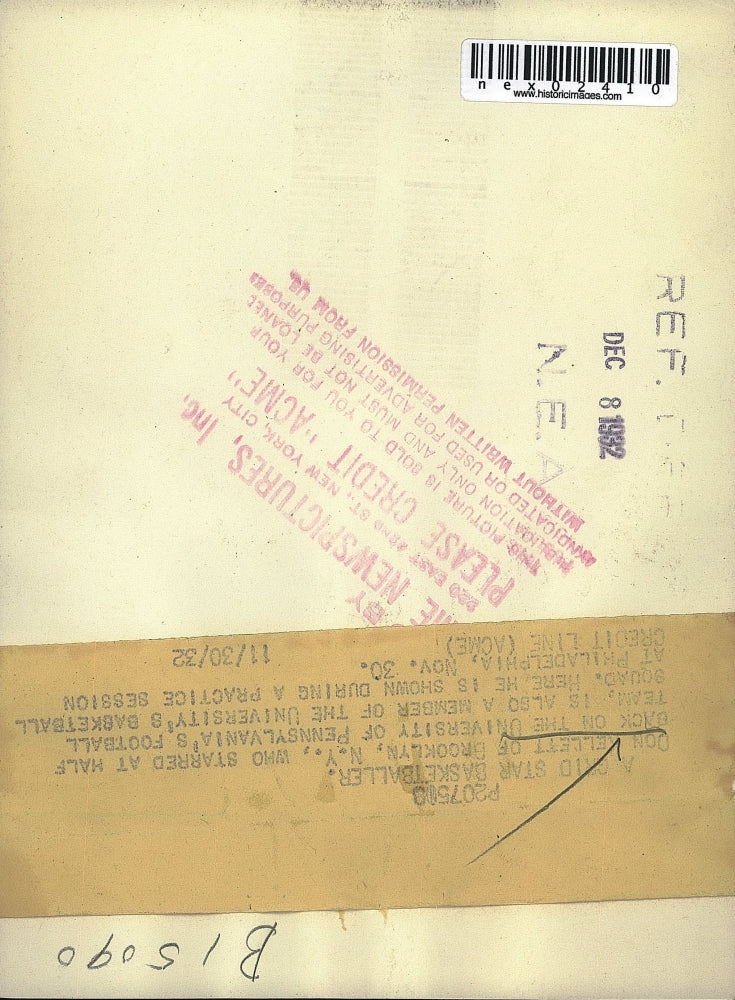 nex02410
www.historicimages.com
REF.
DEC 8 1932
N.E.A
BY
NEWSPICTURES, Inc.
220 EAST 42ND ST., NEW YORK CITY
PLEASE CREDIT "ACME"
THIS PICTURE IS SOLD TO YOU FOR YOUR
PUBLICATION ONLY AND MUST NOT BE LOANED
SYNDICATED OR USED FOR ADVERTISING PURPOSES
WITHOUT WRITTEN PERMISSION FROM US.
A GRID STAR BASKETBALLER.
DON KELLETT OF BROOKLYN, N.Y., WHO STARRED AT HALF
BACK ON THE UNIVERSITY OF PENNSYLVANIA'S FOOTBALL
TEAM, IS ALSO A MEMBER OF THE UNIVERSITY'S BASKETBALL
SQUAD. HERE HE IS SHOWN DURING A PRACTICE SESSION
AT PHILADELPHIA, NOV. 30.
CREDIT LINE (ACME) 11/30/32
B15090